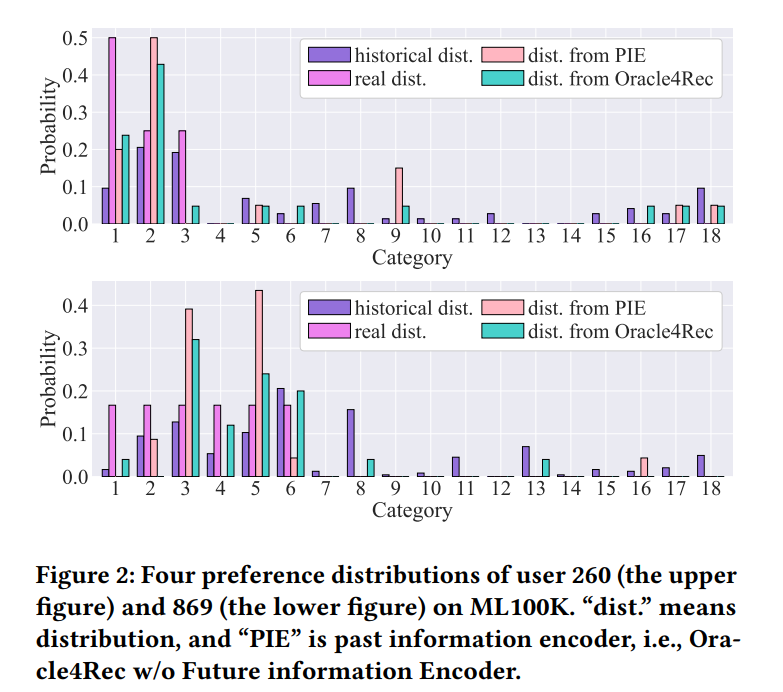 0.5
0.4
0.3
0.2
0.1
0.0
Probability
historical dist.
real dist.
dist. from PIE
dist. from Oracle4Rec
1 2 3 4 5 6 7 8 9 10 11 12 13 14 15 16 17 18
Category
0.4
0.3
0.2
0.1
0.0
Probability
historical dist.
real dist.
dist. from PIE
dist. from Oracle4Rec
1 2 3 4 5 6 7 8 9 10 11 12 13 14 15 16 17 18
Category
Figure 2: Four preference distributions of user 260 (the upper
figure) and 869 (the lower figure) on ML100K. “dist.” means
distribution, and “PIE” is past information encoder, i.e., Ora-
cle4Rec w/o Future information Encoder.